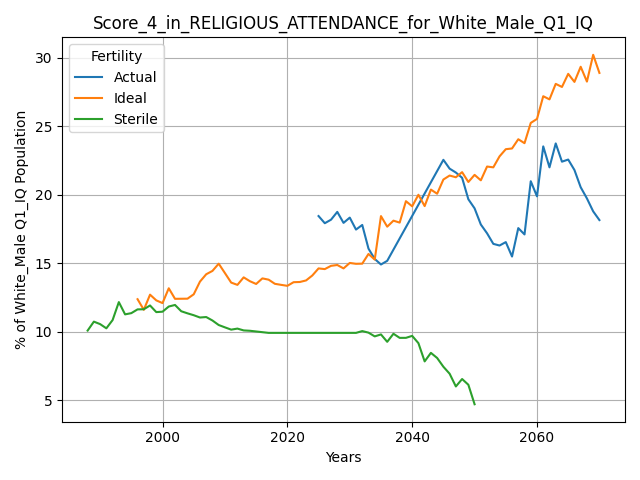 Score_4_in_RELIGIOUS_ATTENDANCE_for_White_Male_Q1_IQ
Fertility
Actual
Ideal
Sterile
% of White_Male Q1_IQ Population
30
25
20
15
10
5
2000 2020 2040 2060
Years